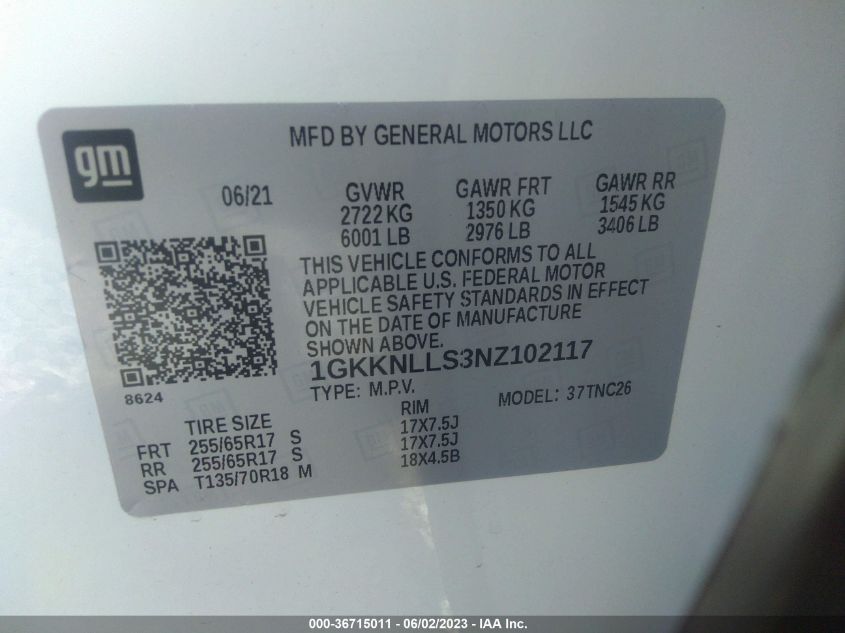 gm
MFD BY GENERAL MOTORS LLC
06/21 GVWR GAWR FRT GAWR RR
2722 KG 1350 KG 1545 KG
6001 LB 2976 LB 3406 LB
THIS VEHICLE CONFORMS TO ALL
APPLICABLE U.S. FEDERAL MOTOR
VEHICLE SAFETY STANDARDS IN EFFECT
ON THE DATE OF MANUFACTURE
SHOWN ABOVE.
1GKKNLLS3NZ102117
8624
TYPE: M.P.V. MODEL: 37TNC26
TIRE SIZE RIM
FRT 255/65R17 S 17X7.5J
RR 255/65R17 S 17X7.5J
SPA T135/70R18 M 18X4.5B
000-36715011 - 06/02/2023 - IAA Inc.